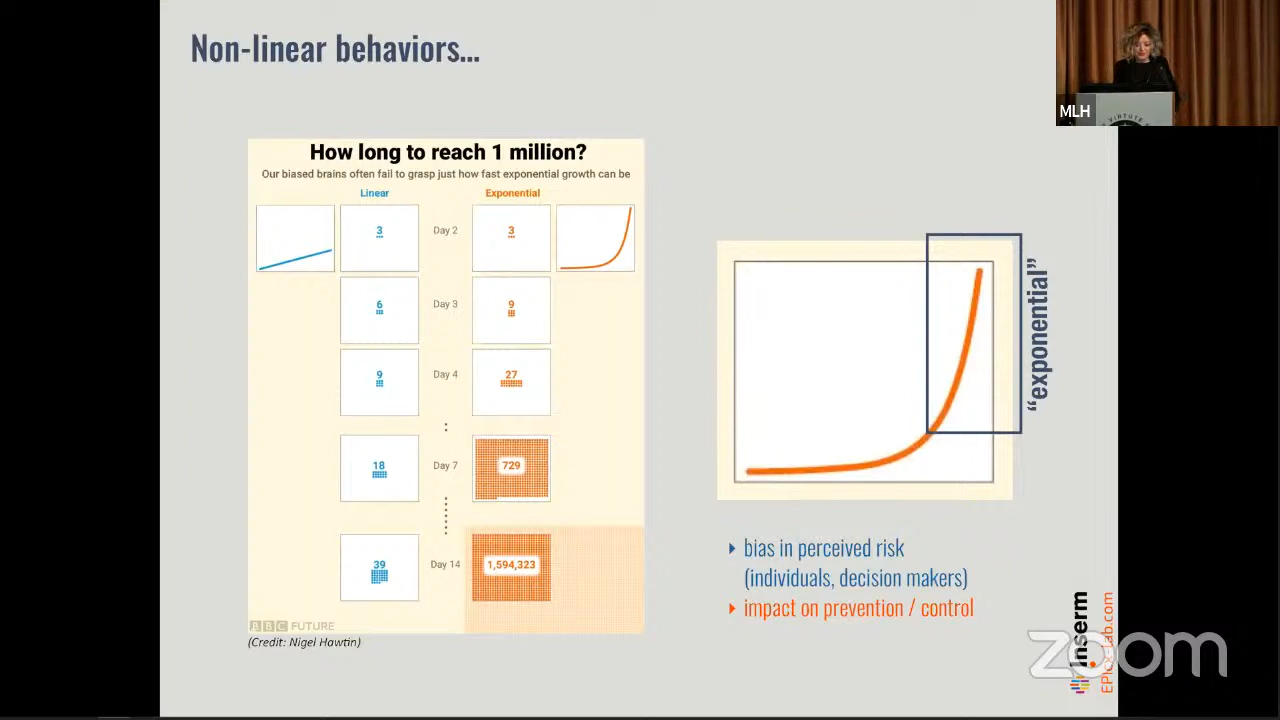 Non-linear behaviors...
MLH
How long to reach 1 million?
Our biased brains often fail to grasp just how fast exponential growth can be
Linear
Exponential
3
Day 2
3
6
Day 3
9
9
Day 4
27
18
Day 7
729
39
Day 14
1,594,323
BBC FUTURE
(Credit: Nigel Hawtin)
"exponential"
bias in perceived risk
(individuals, decision makers)
impact on prevention / control
Inserm
zoom